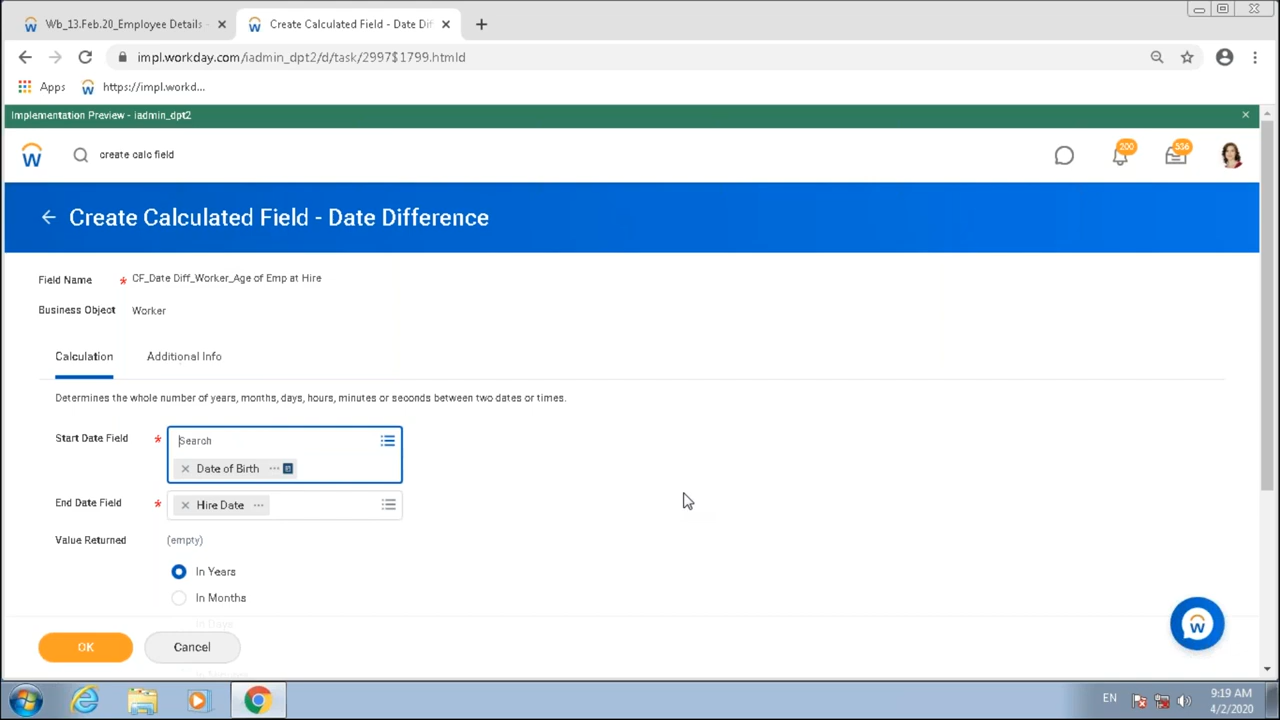 Wb_13.Feb.20_Employee Details -
Create Calculated Field - Date Dif
impl.workday.com/iadmin_dpt2/d/task/2997$1799.htmld
Apps
https://impl.workd...
Implementation Preview - iadmin_dpt2
create calc field
200
336
Create Calculated Field - Date Difference
Field Name * CF_Date Diff_Worker_Age of Emp at Hire
Business Object Worker
Calculation Additional Info
Determines the whole number of years, months, days, hours, minutes or seconds between two dates or times.
Start Date Field * Search
Date of Birth
End Date Field * Hire Date
Value Returned (empty)
In Years
In Months
In Days
OK Cancel
EN
9:19 AM
4/2/2020